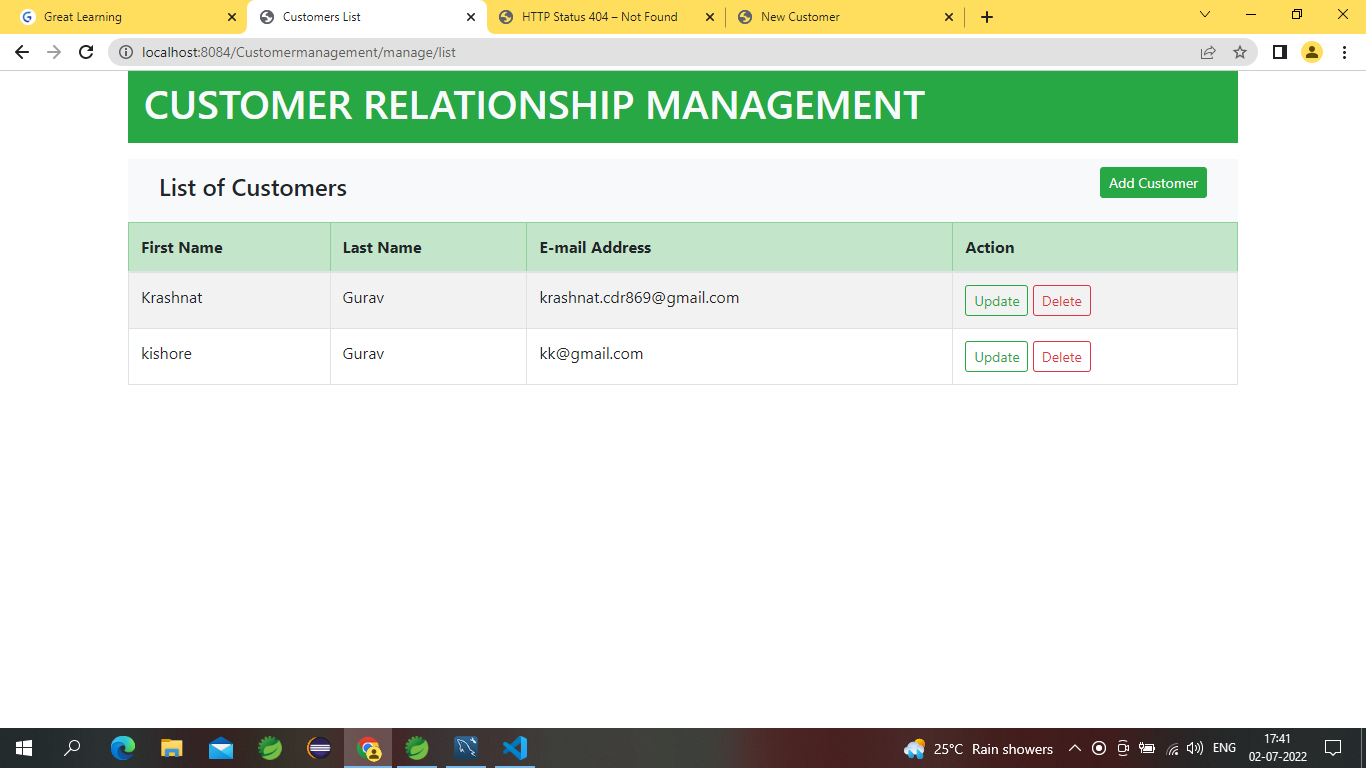 Great Learning
Customers List
HTTP Status 404 – Not Found
New Customer
localhost:8084/Customermanagement/manage/list
CUSTOMER RELATIONSHIP MANAGEMENT
List of Customers
Add Customer
First Name Last Name E-mail Address Action
Krashnat Gurav krashnat.cdr869@gmail.com Update Delete
kishore Gurav kk@gmail.com Update Delete
25°C Rain showers
ENG
17:41
02-07-2022